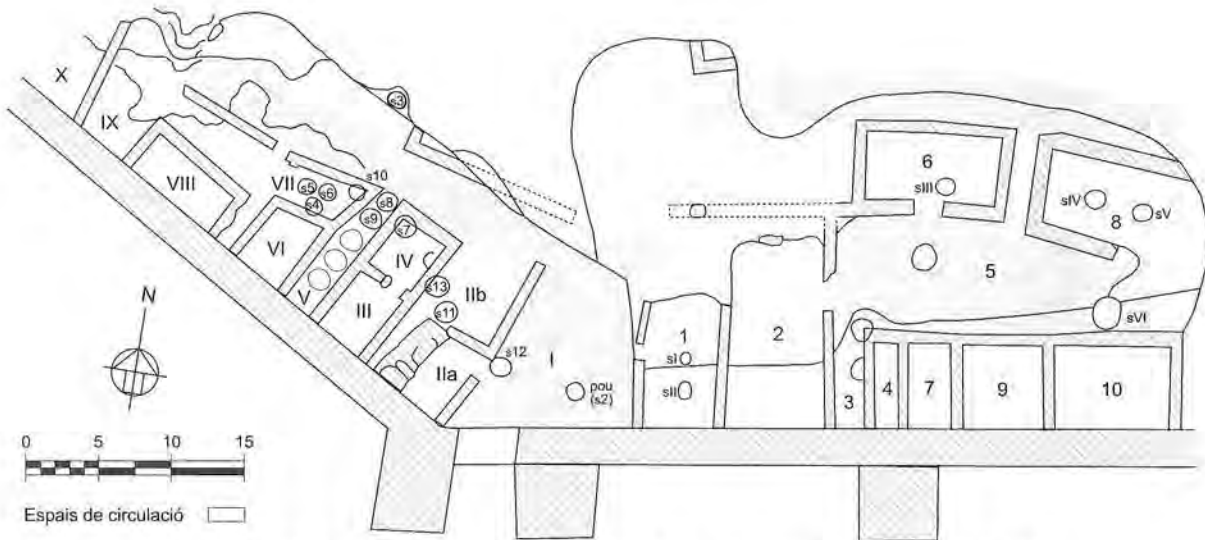 X
IX
VIII
VII
s5
s6
s4
s10
s8
s9
s7
s3
VI
V
IV
III
s13
s11
IIb
IIa
s12
I
pou
(s2)
1
sI
sII
2
3
4
7
9
10
5
6
sIII
sIV
sV
8
sVI
N
0 5 10 15
Espais de circulació